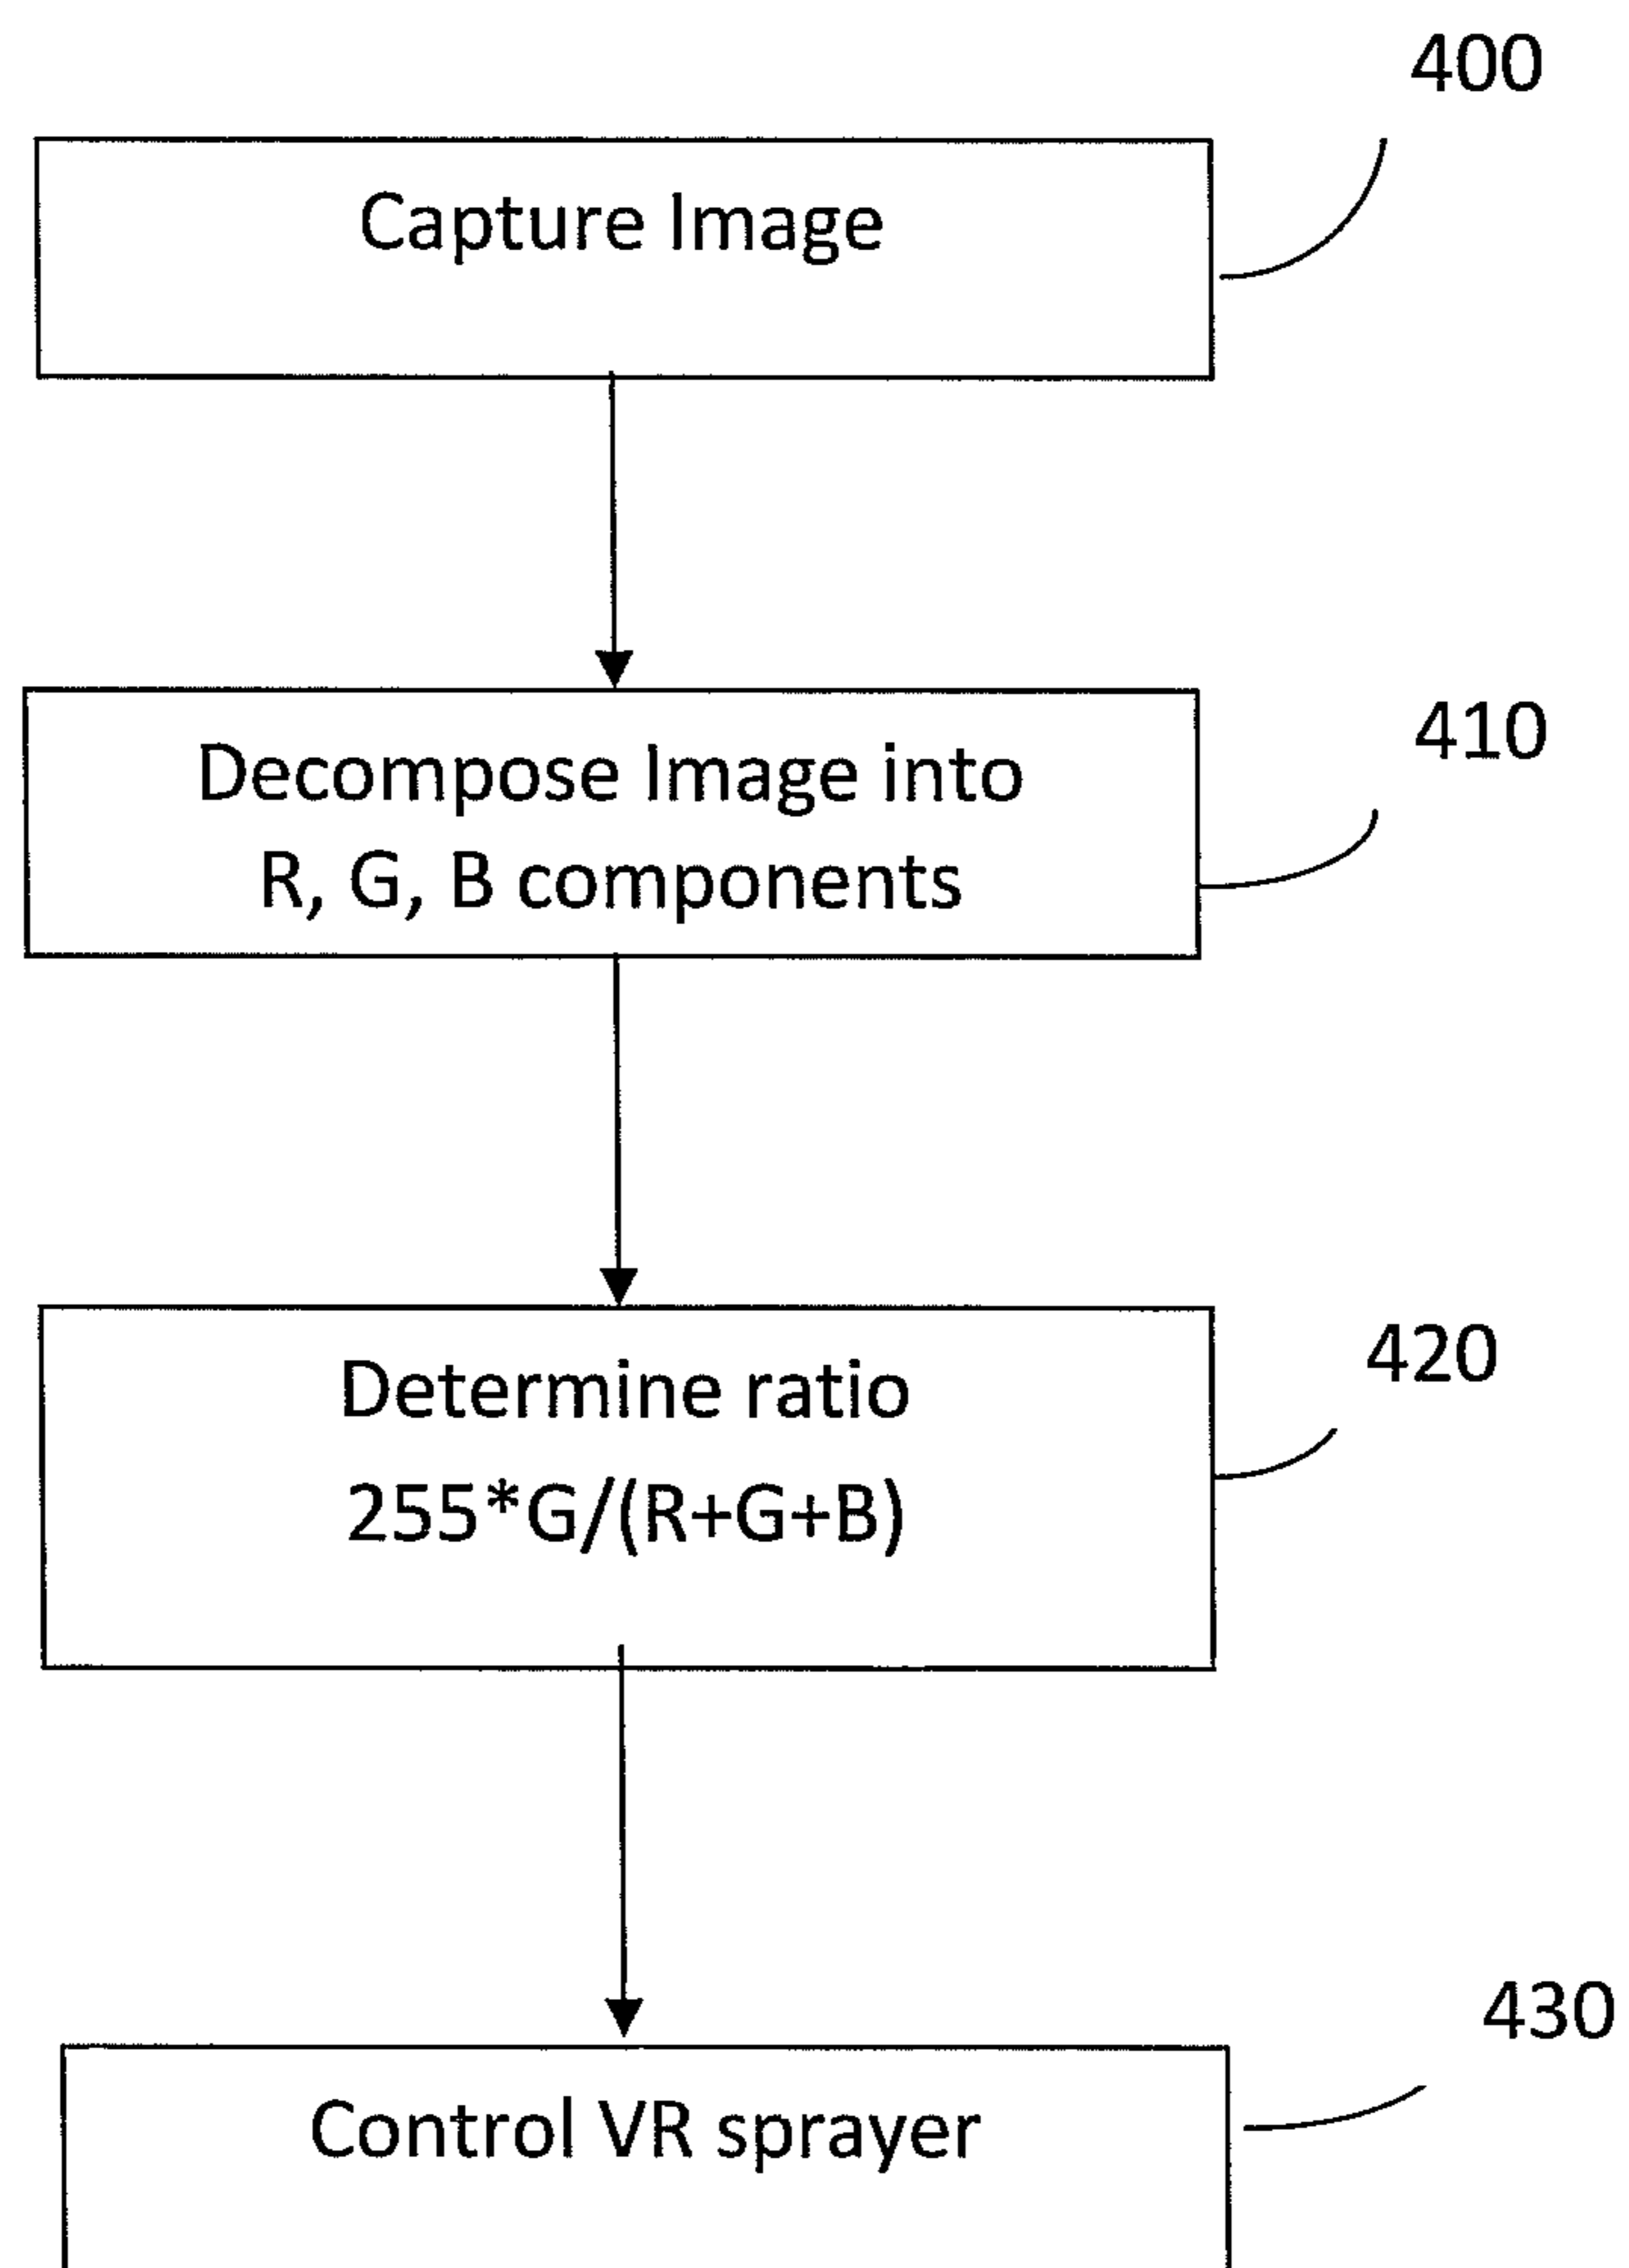 400
Capture Image
410
Decompose Image into
R, G, B components
420
Determine ratio
255*G/(R+G+B)
430
Control VR sprayer